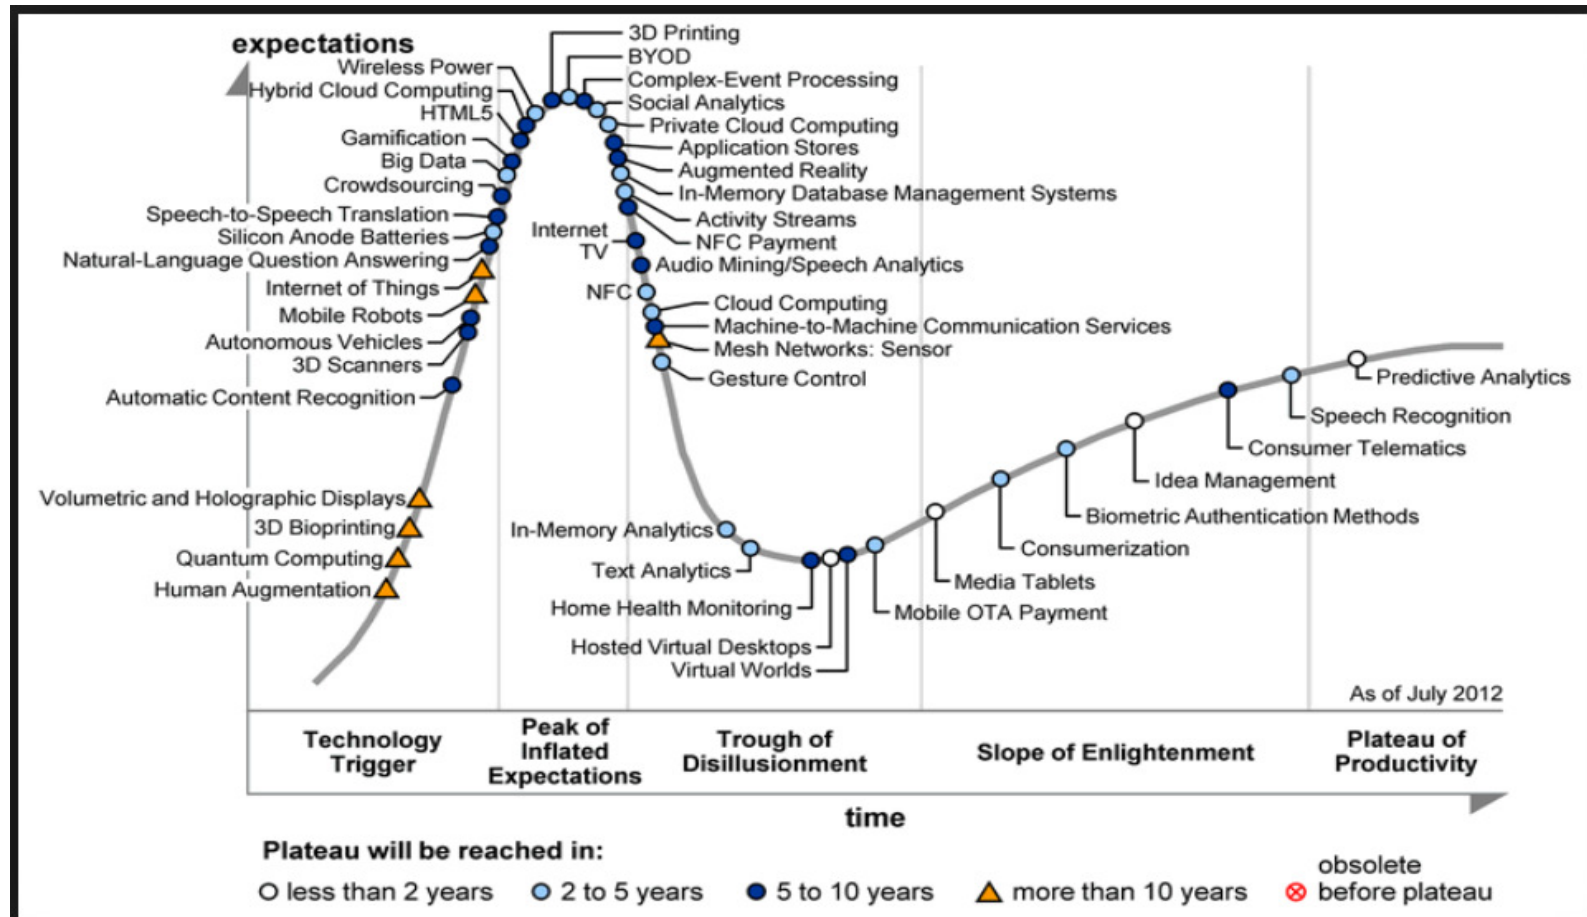 expectations
3D Printing
BYOD
Wireless Power
Complex-Event Processing
Hybrid Cloud Computing
Social Analytics
HTML5
Private Cloud Computing
Gamification
Application Stores
Big Data
Augmented Reality
Crowdsourcing
In-Memory Database Management Systems
Speech-to-Speech Translation
Activity Streams
Silicon Anode Batteries
Internet
TV
NFC Payment
Natural-Language Question Answering
Audio Mining/Speech Analytics
Internet of Things
NFC
Cloud Computing
Mobile Robots
Machine-to-Machine Communication Services
Autonomous Vehicles
Mesh Networks: Sensor
3D Scanners
Gesture Control
Predictive Analytics
Automatic Content Recognition
Speech Recognition
Consumer Telematics
Idea Management
Volumetric and Holographic Displays
Biometric Authentication Methods
3D Bioprinting
In-Memory Analytics
Consumerization
Quantum Computing
Text Analytics
Media Tablets
Human Augmentation
Home Health Monitoring
Mobile OTA Payment
Hosted Virtual Desktops
Virtual Worlds
As of July 2012
Technology
Trigger
Peak of
Inflated
Expectations
Trough of
Disillusionment
Slope of Enlightenment
Plateau of
Productivity
time
Plateau will be reached in:
less than 2 years
2 to 5 years
5 to 10 years
more than 10 years
obsolete
before plateau